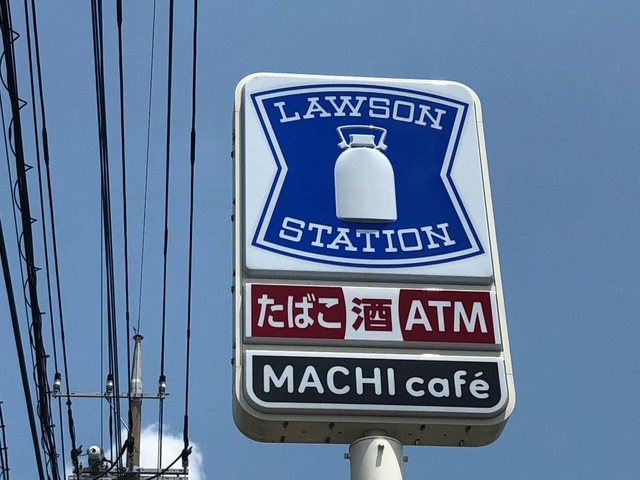 LAWSON
STATION
たばこ 酒 ATM
MACHI café